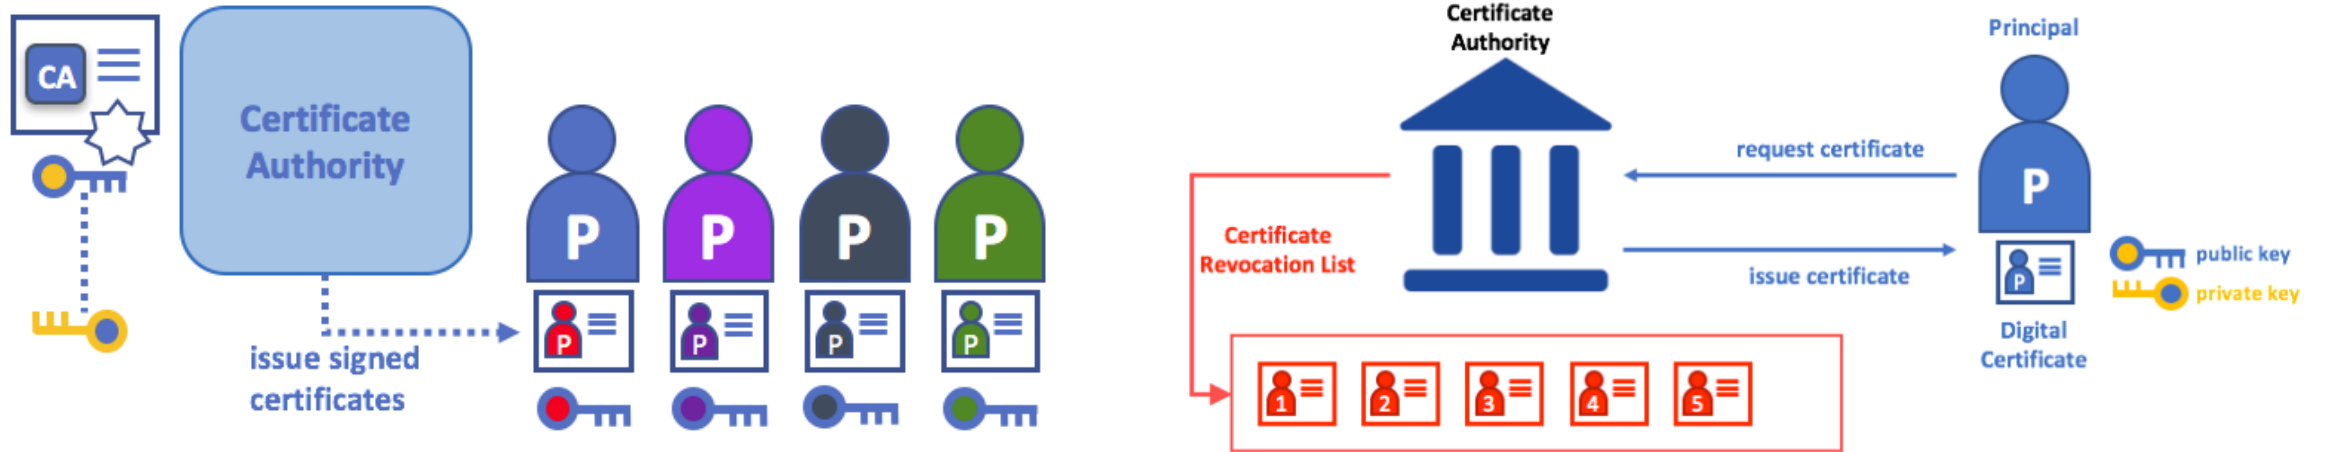 CA
Certificate
Authority
P
P
P
P
P
P
P
P
issue signed
certificates
Certificate
Authority
Principal
request certificate
P
Certificate
Revocation List
issue certificate
P
public key
private key
Digital
Certificate
1
2
3
4
5